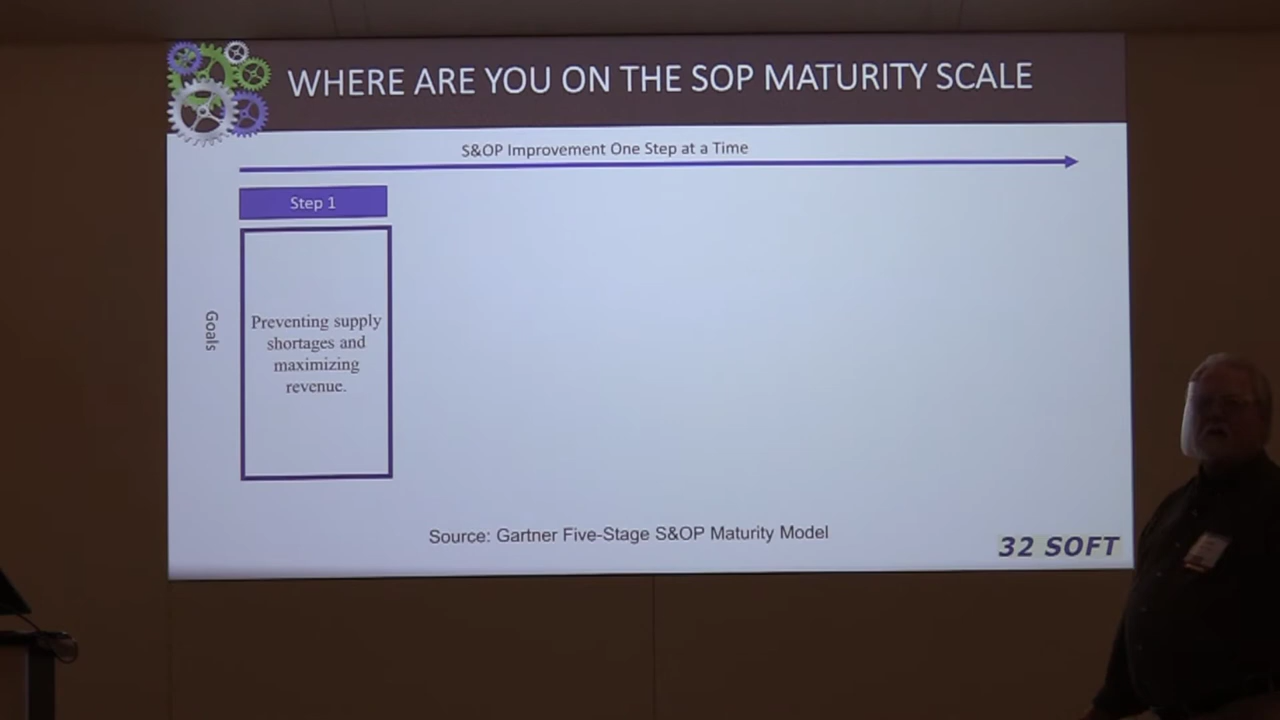 WHERE ARE YOU ON THE SOP MATURITY SCALE
S&OP Improvement One Step at a Time
Step 1
Goals
Preventing supply
shortages and
maximizing
revenue.
Source: Gartner Five-Stage S&OP Maturity Model
32 SOFT